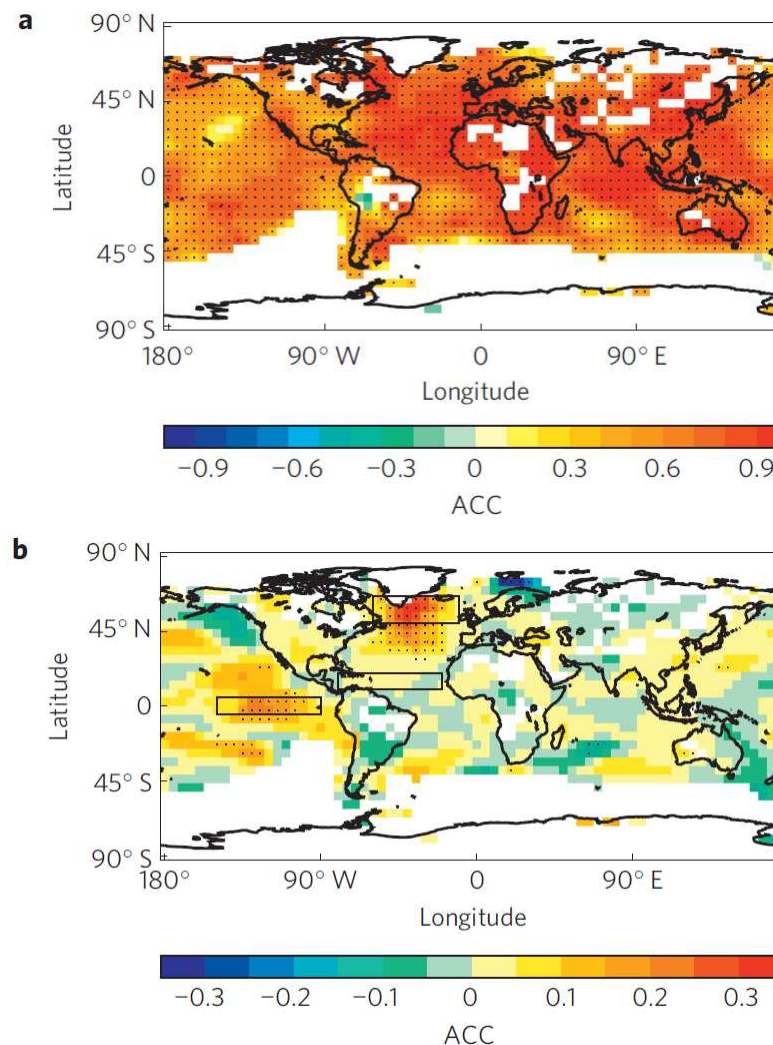 a
90° N
45° N
0
45° S
90° S
Latitude
180° 90° W 0 90° E
Longitude
−0.9 −0.6 −0.3 0 0.3 0.6 0.9
ACC
b
90° N
45° N
0
45° S
90° S
Latitude
180° 90° W 0 90° E
Longitude
−0.3 −0.2 −0.1 0 0.1 0.2 0.3
ACC